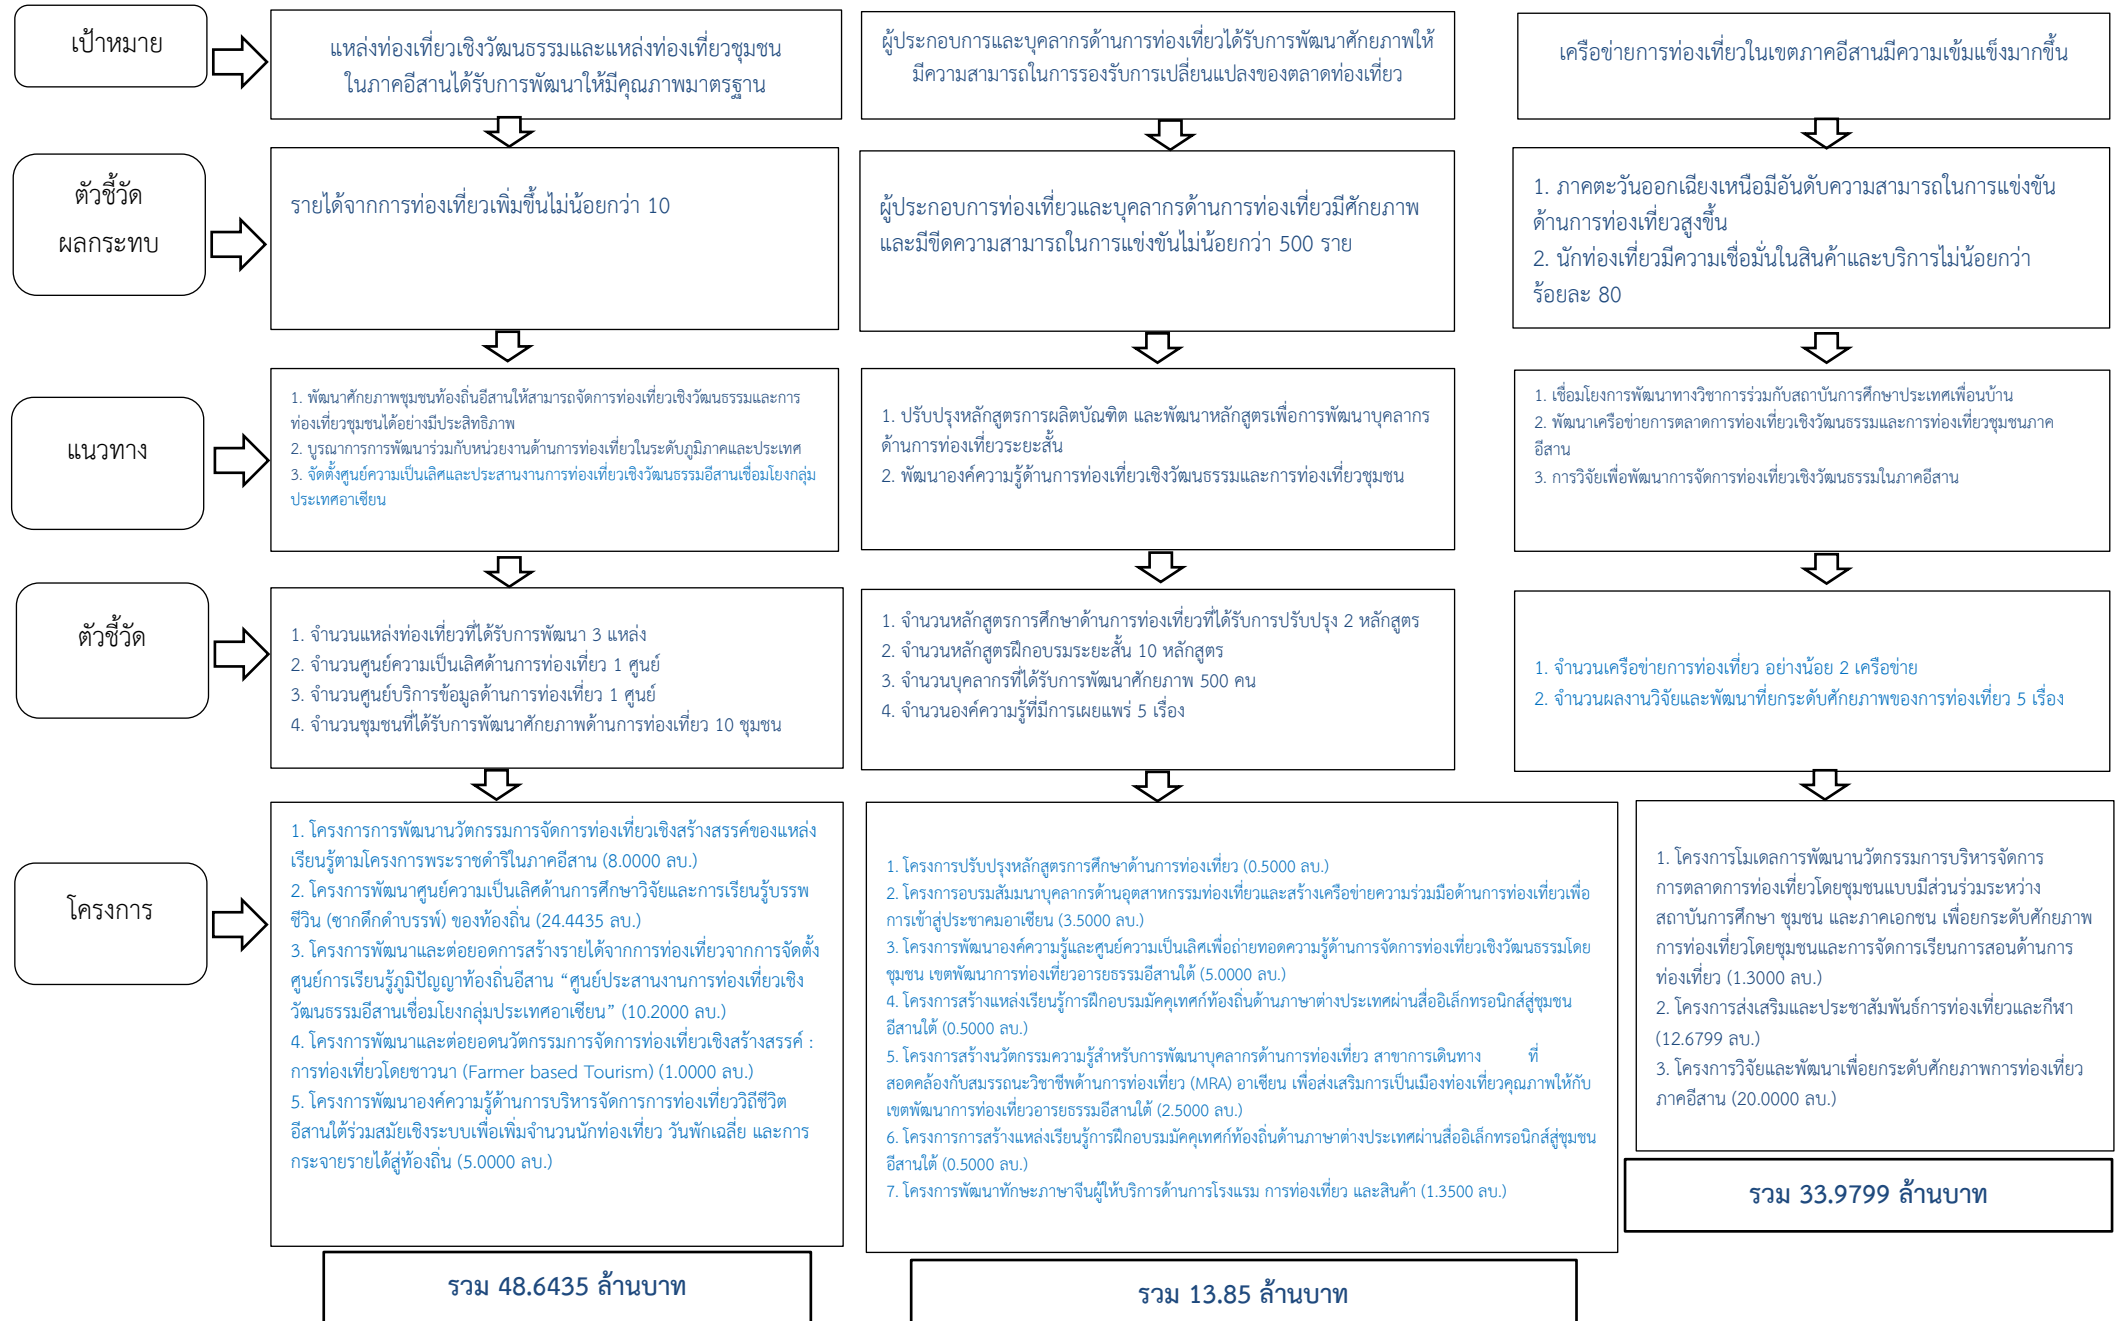 เป้าหมาย
แหล่งท่องเที่ยวเชิงวัฒนธรรมและแหล่งท่องเที่ยวชุมชน
ในภาคอีสานได้รับการพัฒนาให้มีคุณภาพมาตรฐาน
ผู้ประกอบการและบุคลากรด้านการท่องเที่ยวได้รับการพัฒนาศักยภาพให้
มีความสามารถในการรองรับการเปลี่ยนแปลงของตลาดท่องเที่ยว
เครือข่ายการท่องเที่ยวในเขตภาคอีสานมีความเข้มแข็งมากขึ้น
ตัวชี้วัด
ผลกระทบ
รายได้จากการท่องเที่ยวเพิ่มขึ้นไม่น้อยกว่า 10
ผู้ประกอบการท่องเที่ยวและบุคลากรด้านการท่องเที่ยวมีศักยภาพ
และมีขีดความสามารถในการแข่งขันไม่น้อยกว่า 500 ราย
1. ภาคตะวันออกเฉียงเหนือมีอันดับความสามารถในการแข่งขัน
ด้านการท่องเที่ยวสูงขึ้น
2. นักท่องเที่ยวมีความเชื่อมั่นในสินค้าและบริการไม่น้อยกว่า
ร้อยละ 80
แนวทาง
1. พัฒนาศักยภาพชุมชนท้องถิ่นอีสานให้สามารถจัดการท่องเที่ยวเชิงวัฒนธรรมและการ
ท่องเที่ยวชุมชนได้อย่างมีประสิทธิภาพ
2. บูรณาการการพัฒนาร่วมกับหน่วยงานด้านการท่องเที่ยวในระดับภูมิภาคและประเทศ
3. จัดตั้งศูนย์ความเป็นเลิศและประสานงานการท่องเที่ยวเชิงวัฒนธรรมอีสานเชื่อมโยงกลุ่ม
ประเทศอาเซียน
1. ปรับปรุงหลักสูตรการผลิตบัณฑิต และพัฒนาหลักสูตรเพื่อการพัฒนาบุคลากร
ด้านการท่องเที่ยวระยะสั้น
2. พัฒนาองค์ความรู้ด้านการท่องเที่ยวเชิงวัฒนธรรมและการท่องเที่ยวชุมชน
1. เชื่อมโยงการพัฒนาทางวิชาการร่วมกับสถาบันการศึกษาประเทศเพื่อนบ้าน
2. พัฒนาเครือข่ายการตลาดการท่องเที่ยวเชิงวัฒนธรรมและการท่องเที่ยวชุมชนภาค
อีสาน
3. การวิจัยเพื่อพัฒนาการจัดการท่องเที่ยวเชิงวัฒนธรรมในภาคอีสาน
ตัวชี้วัด
1. จำนวนแหล่งท่องเที่ยวที่ได้รับการพัฒนา 3 แหล่ง
2. จำนวนศูนย์ความเป็นเลิศด้านการท่องเที่ยว 1 ศูนย์
3. จำนวนศูนย์บริการข้อมูลด้านการท่องเที่ยว 1 ศูนย์
4. จำนวนชุมชนที่ได้รับการพัฒนาศักยภาพด้านการท่องเที่ยว 10 ชุมชน
1. จำนวนหลักสูตรการศึกษาด้านการท่องเที่ยวที่ได้รับการปรับปรุง 2 หลักสูตร
2. จำนวนหลักสูตรฝึกอบรมระยะสั้น 10 หลักสูตร
3. จำนวนบุคลากรที่ได้รับการพัฒนาศักยภาพ 500 คน
4. จำนวนองค์ความรู้ที่มีการเผยแพร่ 5 เรื่อง
1. จำนวนเครือข่ายการท่องเที่ยว อย่างน้อย 2 เครือข่าย
2. จำนวนผลงานวิจัยและพัฒนาที่ยกระดับศักยภาพของการท่องเที่ยว 5 เรื่อง
โครงการ
1. โครงการการพัฒนานวัตกรรมการจัดการท่องเที่ยวเชิงสร้างสรรค์ของแหล่ง
เรียนรู้ตามโครงการพระราชดำริในภาคอีสาน (8.0000 ลบ.)
2. โครงการพัฒนาศูนย์ความเป็นเลิศด้านการศึกษาวิจัยและการเรียนรู้บรรพ
ชีวิน (ซากดึกดำบรรพ์) ของท้องถิ่น (24.4435 ลบ.)
3. โครงการพัฒนาและต่อยอดการสร้างรายได้จากการท่องเที่ยวจากการจัดตั้ง
ศูนย์การเรียนรู้ภูมิปัญญาท้องถิ่นอีสาน “ศูนย์ประสานงานการท่องเที่ยวเชิง
วัฒนธรรมอีสานเชื่อมโยงกลุ่มประเทศอาเซียน” (10.2000 ลบ.)
4. โครงการพัฒนาและต่อยอดนวัตกรรมการจัดการท่องเที่ยวเชิงสร้างสรรค์ :
การท่องเที่ยวโดยชาวนา (Farmer based Tourism) (1.0000 ลบ.)
5. โครงการพัฒนาองค์ความรู้ด้านการบริหารจัดการการท่องเที่ยววิถีชีวิต
อีสานใต้ร่วมสมัยเชิงระบบเพื่อเพิ่มจำนวนนักท่องเที่ยว วันพักเฉลี่ย และการ
กระจายรายได้สู่ท้องถิ่น (5.0000 ลบ.)
รวม 48.6435 ล้านบาท
1. โครงการปรับปรุงหลักสูตรการศึกษาด้านการท่องเที่ยว (0.5000 ลบ.)
2. โครงการอบรมสัมมนาบุคลากรด้านอุตสาหกรรมท่องเที่ยวและสร้างเครือข่ายความร่วมมือด้านการท่องเที่ยวเพื่อ
การเข้าสู่ประชาคมอาเซียน (3.5000 ลบ.)
3. โครงการพัฒนาองค์ความรู้และศูนย์ความเป็นเลิศเพื่อถ่ายทอดความรู้ด้านการจัดการท่องเที่ยวเชิงวัฒนธรรมโดย
ชุมชน เขตพัฒนาการท่องเที่ยวอารยธรรมอีสานใต้ (5.0000 ลบ.)
4. โครงการสร้างแหล่งเรียนรู้การฝึกอบรมมัคคุเทศก์ท้องถิ่นด้านภาษาต่างประเทศผ่านสื่ออิเล็กทรอนิกส์สู่ชุมชน
อีสานใต้ (0.5000 ลบ.)
5. โครงการสร้างนวัตกรรมความรู้สำหรับการพัฒนาบุคลากรด้านการท่องเที่ยว สาขาการเดินทาง ที่
สอดคล้องกับสมรรถนะวิชาชีพด้านการท่องเที่ยว (MRA) อาเซียน เพื่อส่งเสริมการเป็นเมืองท่องเที่ยวคุณภาพให้กับ
เขตพัฒนาการท่องเที่ยวอารยธรรมอีสานใต้ (2.5000 ลบ.)
6. โครงการการสร้างแหล่งเรียนรู้การฝึกอบรมมัคคุเทศก์ท้องถิ่นด้านภาษาต่างประเทศผ่านสื่ออิเล็กทรอนิกส์สู่ชุมชน
อีสานใต้ (0.5000 ลบ.)
7. โครงการพัฒนาทักษะภาษาจีนผู้ให้บริการด้านการโรงแรม การท่องเที่ยว และสินค้า (1.3500 ลบ.)
รวม 13.85 ล้านบาท
1. โครงการโมเดลการพัฒนานวัตกรรมการบริหารจัดการ
การตลาดการท่องเที่ยวโดยชุมชนแบบมีส่วนร่วมระหว่าง
สถาบันการศึกษา ชุมชน และภาคเอกชน เพื่อยกระดับศักยภาพ
การท่องเที่ยวโดยชุมชนและการจัดการเรียนการสอนด้านการ
ท่องเที่ยว (1.3000 ลบ.)
2. โครงการส่งเสริมและประชาสัมพันธ์การท่องเที่ยวและกีฬา
(12.6799 ลบ.)
3. โครงการวิจัยและพัฒนาเพื่อยกระดับศักยภาพการท่องเที่ยว
ภาคอีสาน (20.0000 ลบ.)
รวม 33.9799 ล้านบาท